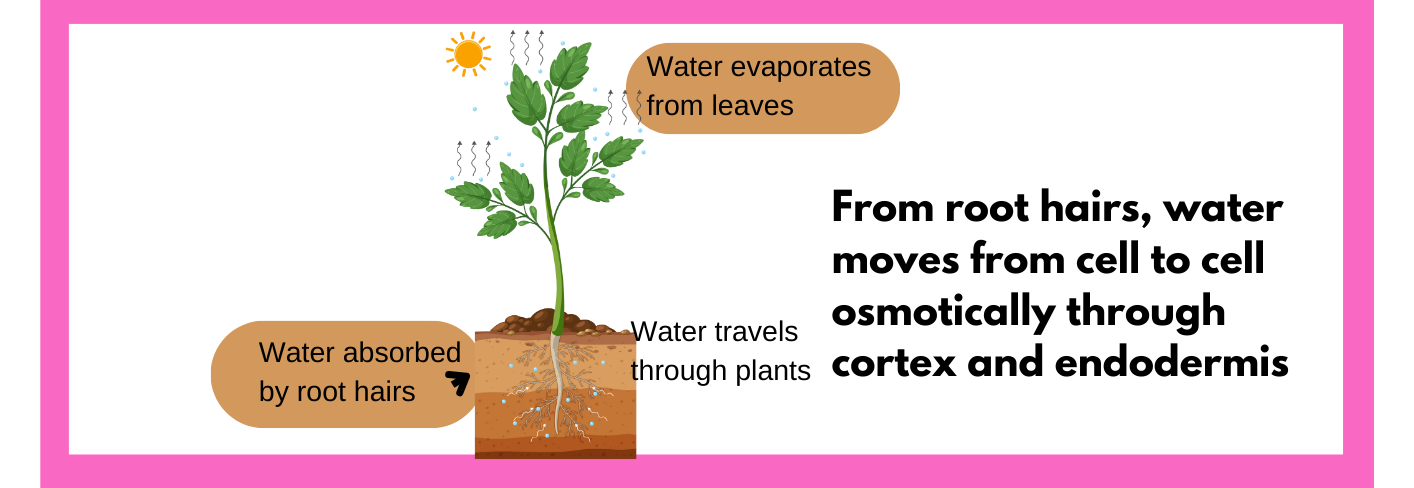 Water evaporates
from leaves
From root hairs, water
moves from cell to cell
osmotically through
cortex and endodermis
Water absorbed
by root hairs
Water travels
through plants